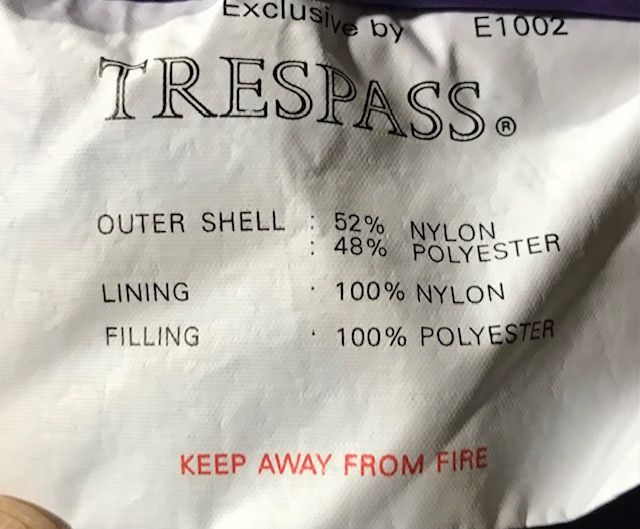 Exclusive by E1002
TRESPASS®
OUTER SHELL : 52% NYLON
: 48% POLYESTER
LINING · 100% NYLON
FILLING · 100% POLYESTER
KEEP AWAY FROM FIRE